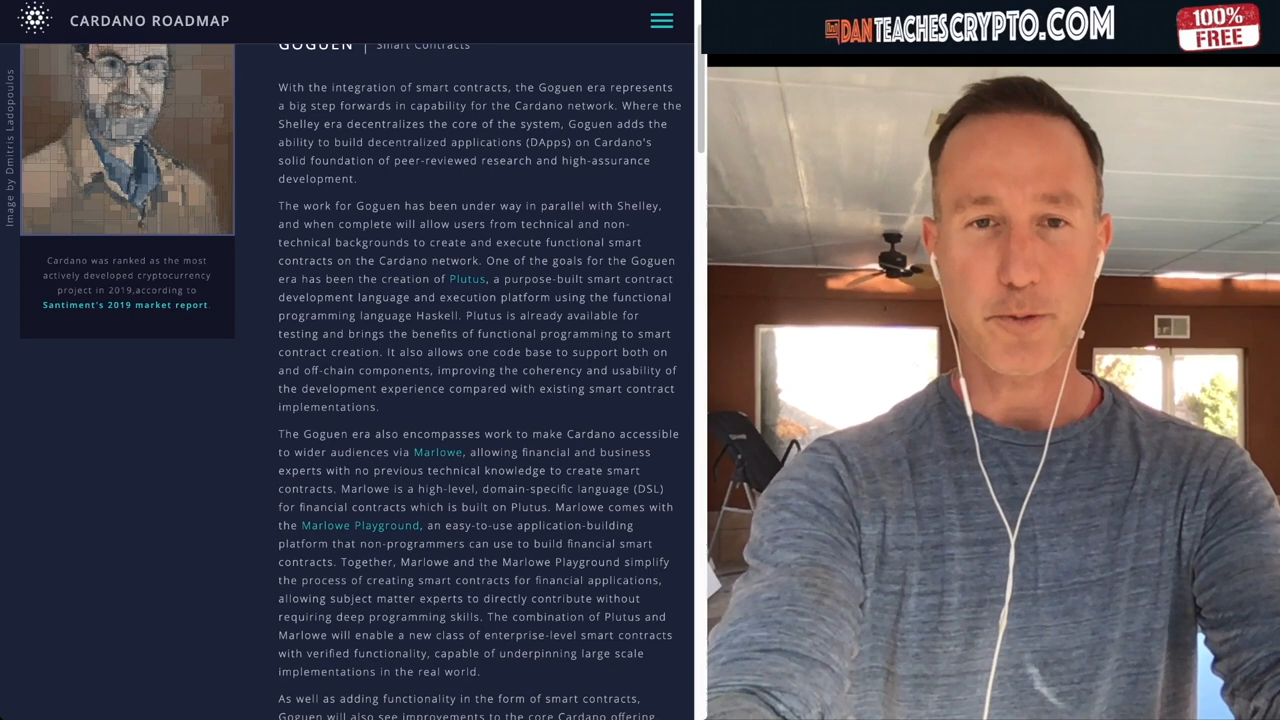 CARDANO ROADMAP
GOGUEN | Smart Contracts
Image by Dmitris Ladopoulos
Cardano was ranked as the most
actively developed cryptocurrency
project in 2019,according to
Santiment's 2019 market report.
With the integration of smart contracts, the Goguen era represents
a big step forwards in capability for the Cardano network. Where the
Shelley era decentralizes the core of the system, Goguen adds the
ability to build decentralized applications (DApps) on Cardano's
solid foundation of peer-reviewed research and high-assurance
development.
The work for Goguen has been under way in parallel with Shelley,
and when complete will allow users from technical and non-
technical backgrounds to create and execute functional smart
contracts on the Cardano network. One of the goals for the Goguen
era has been the creation of Plutus, a purpose-built smart contract
development language and execution platform using the functional
programming language Haskell. Plutus is already available for
testing and brings the benefits of functional programming to smart
contract creation. It also allows one code base to support both on
and off-chain components, improving the coherency and usability of
the development experience compared with existing smart contract
implementations.
The Goguen era also encompasses work to make Cardano accessible
to wider audiences via Marlowe, allowing financial and business
experts with no previous technical knowledge to create smart
contracts. Marlowe is a high-level, domain-specific language (DSL)
for financial contracts which is built on Plutus. Marlowe comes with
the Marlowe Playground, an easy-to-use application-building
platform that non-programmers can use to build financial smart
contracts. Together, Marlowe and the Marlowe Playground simplify
the process of creating smart contracts for financial applications,
allowing subject matter experts to directly contribute without
requiring deep programming skills. The combination of Plutus and
Marlowe will enable a new class of enterprise-level smart contracts
with verified functionality, capable of underpinning large scale
implementations in the real world.
As well as adding functionality in the form of smart contracts,
Goguen will also see improvements to the core Cardano offering.
DANTEACHESCRYPTO.COM
100%
FREE